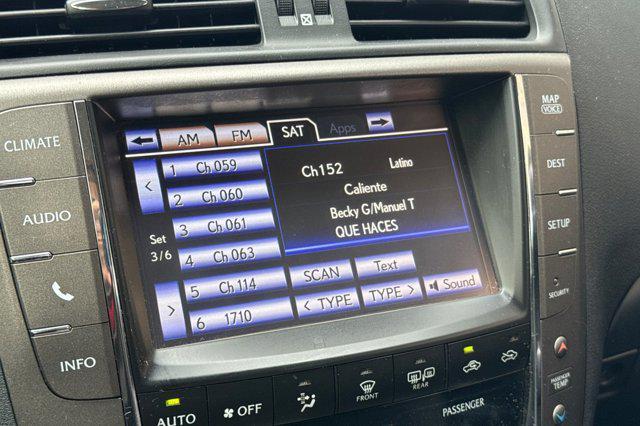 CLIMATE
AUDIO
INFO
AM
FM
SAT
Apps
1 Ch 059
2 Ch 060
3 Ch 061
4 Ch 063
5 Ch 114
6 1710
Set
3/6
Ch152 Latino
Caliente
Becky G/Manuel T
QUE HACES
SCAN
Text
< TYPE
TYPE >
Sound
MAP
VOICE
DEST
SETUP
SECURITY
PASSENGER
TEMP
AUTO
OFF
FRONT
REAR
PASSENGER